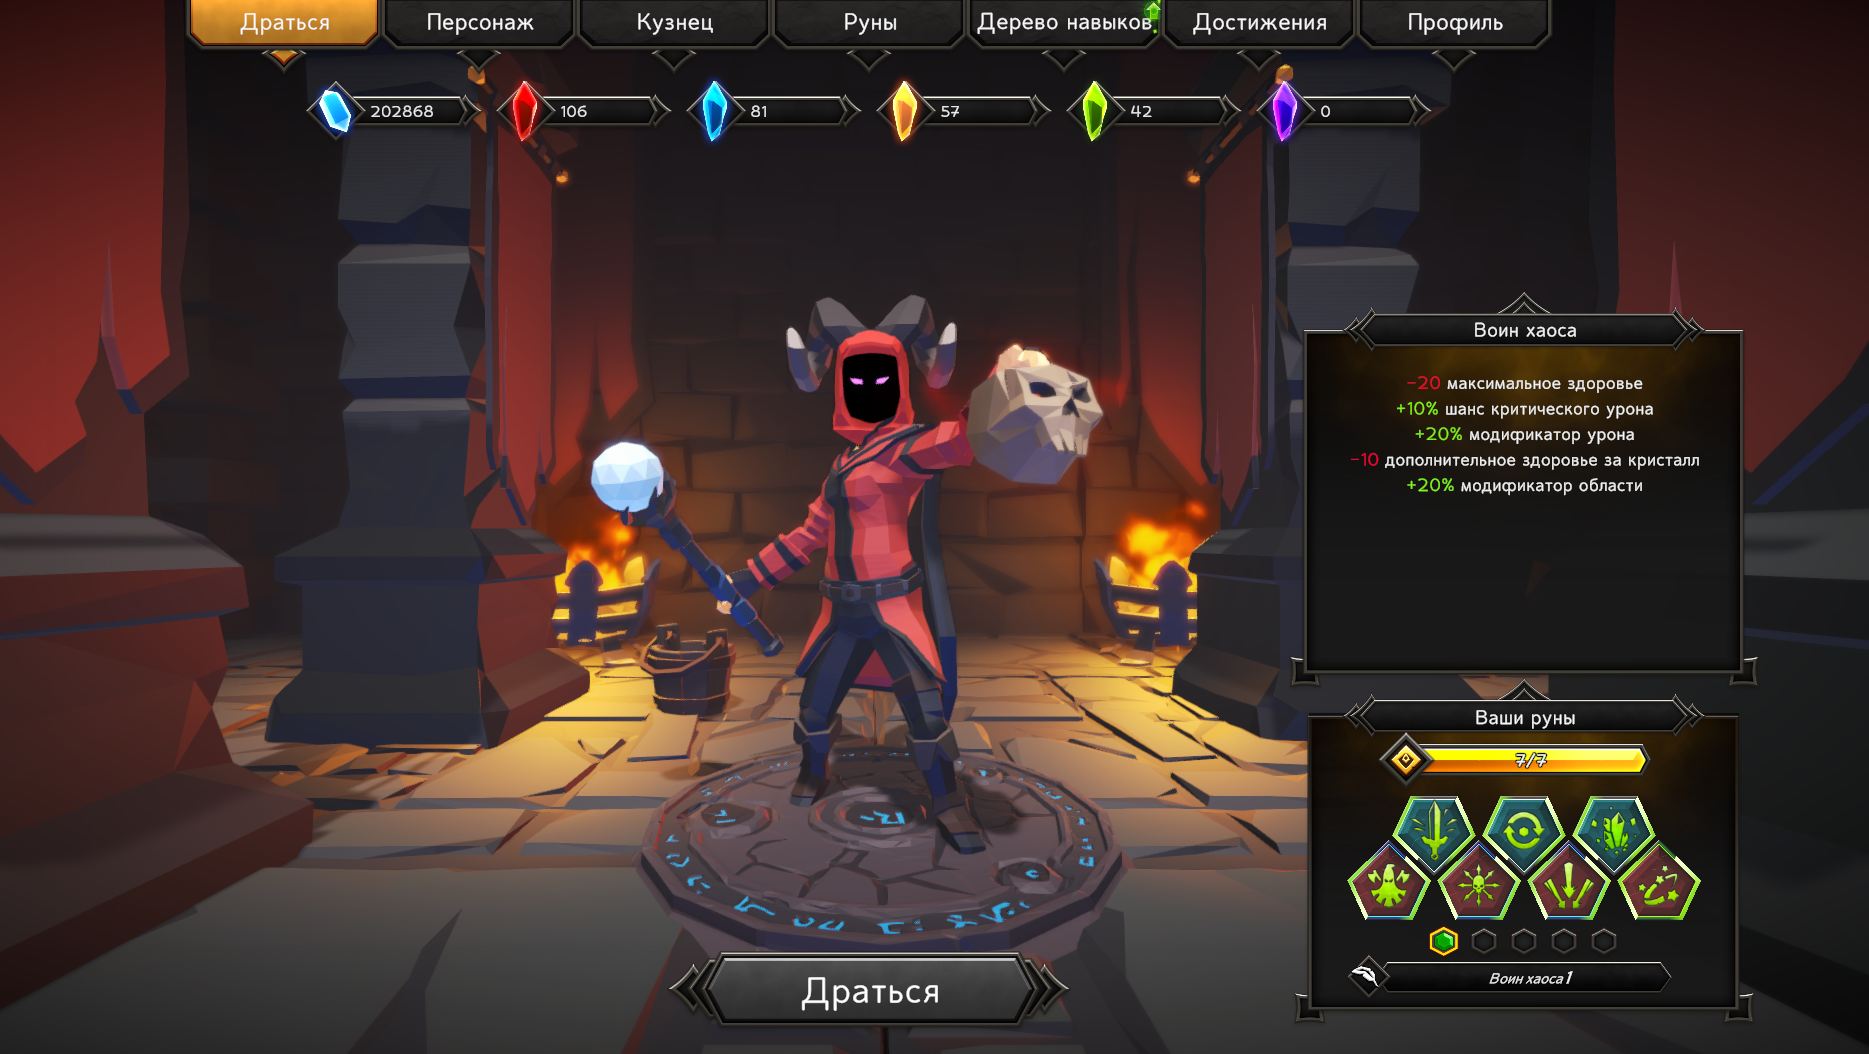 Драться
Персонаж
Кузнец
Руны
Дерево навыков
Достижения
Профиль
202868
106
81
57
42
0
Воин хаоса
-20 максимальное здоровье
+10% шанс критического урона
+20% модификатор урона
-10 дополнительное здоровье за кристалл
+20% модификатор области
Ваши руны
7/7
Воин хаоса 1
Драться